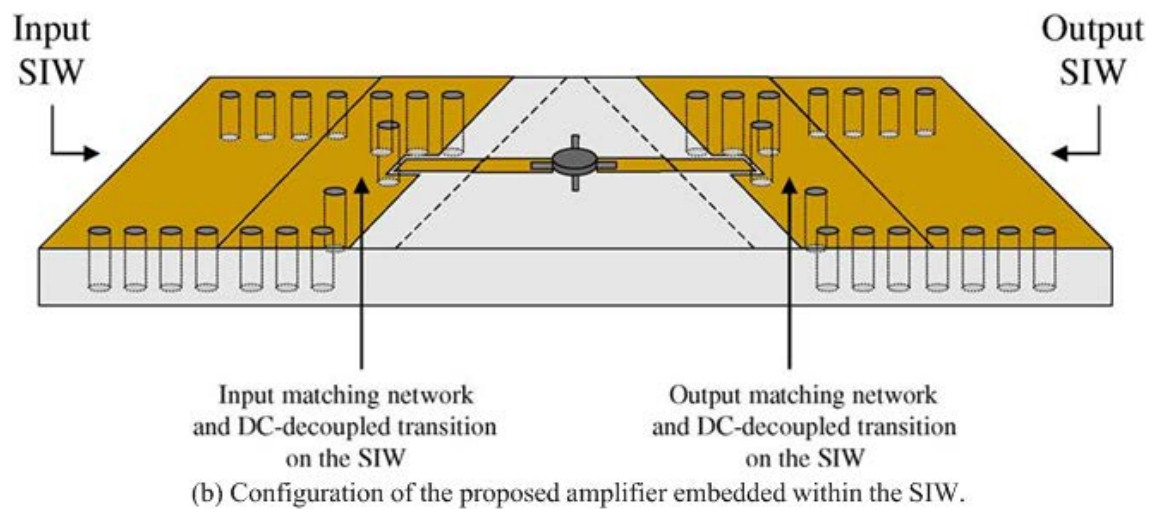 Input
SIW
Output
SIW
Input matching network
and DC-decoupled transition
on the SIW
Output matching network
and DC-decoupled transition
on the SIW
(b) Configuration of the proposed amplifier embedded within the SIW.